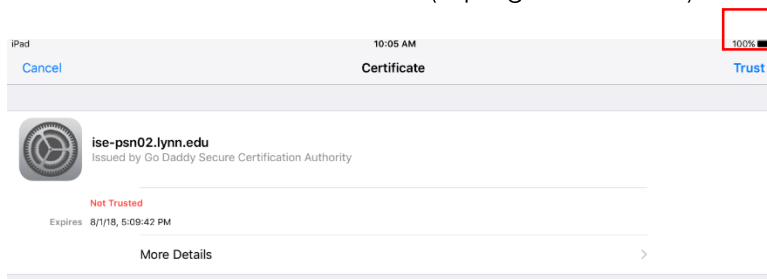 iPad 10:05 AM 100%
Cancel Certificate Trust
ise-psn02.lynn.edu
Issued by Go Daddy Secure Certification Authority
Not Trusted
Expires 8/1/18, 5:09:42 PM
More Details